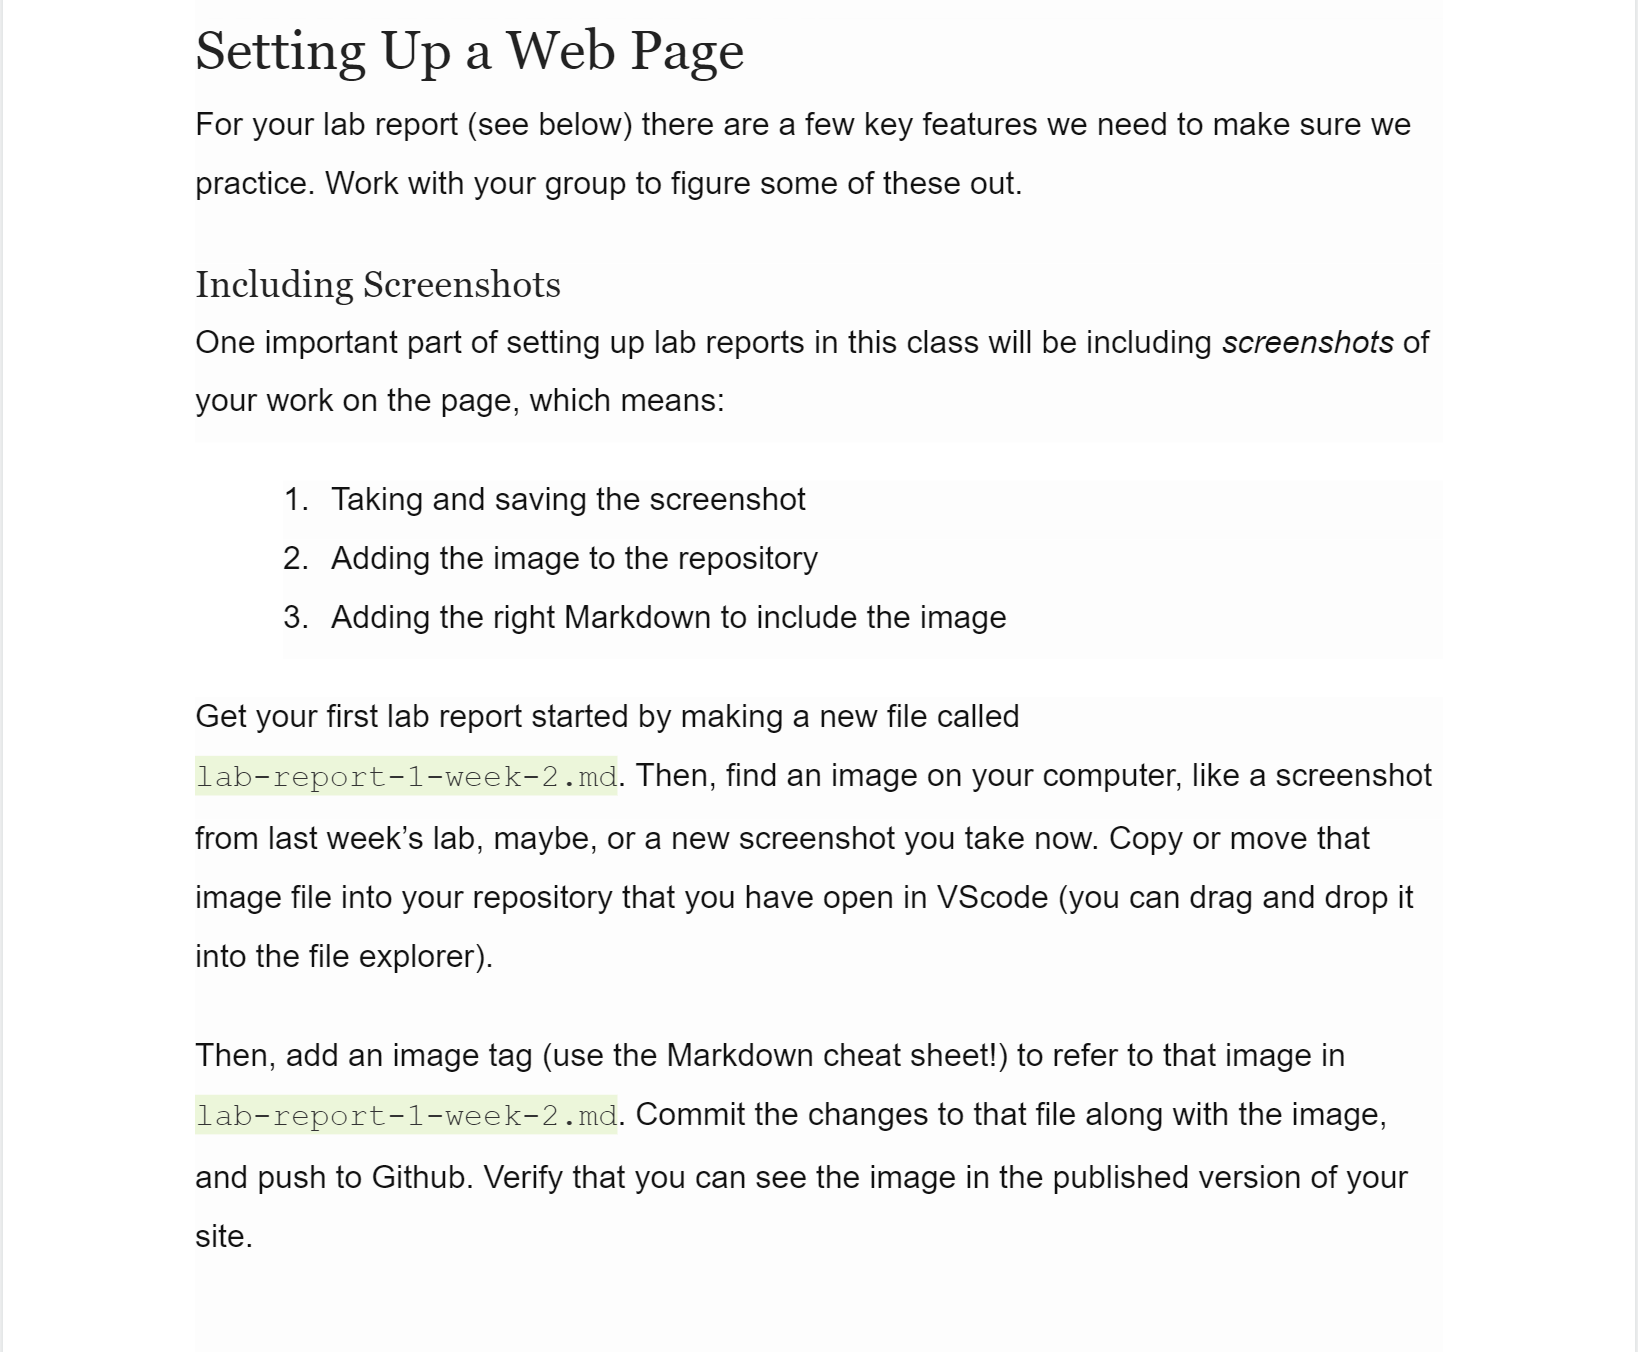 Setting Up a Web Page
For your lab report (see below) there are a few key features we need to make sure we
practice. Work with your group to figure some of these out.
Including Screenshots
One important part of setting up lab reports in this class will be including screenshots of
your work on the page, which means:
1. Taking and saving the screenshot
2. Adding the image to the repository
3. Adding the right Markdown to include the image
Get your first lab report started by making a new file called
lab-report-1-week-2.md. Then, find an image on your computer, like a screenshot
from last week’s lab, maybe, or a new screenshot you take now. Copy or move that
image file into your repository that you have open in VScode (you can drag and drop it
into the file explorer).
Then, add an image tag (use the Markdown cheat sheet!) to refer to that image in
lab-report-1-week-2.md. Commit the changes to that file along with the image,
and push to Github. Verify that you can see the image in the published version of your
site.